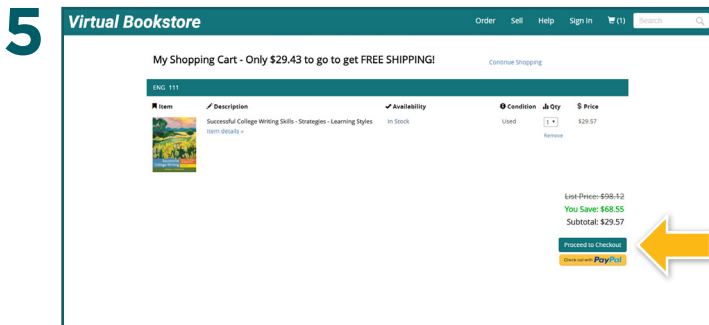 5
Virtual Bookstore
Order Sell Help Sign In (1) Search
My Shopping Cart - Only $29.43 to go to get FREE SHIPPING!
Continue Shopping
ENG 111
Item Description Availability Condition Qty Price
Successful College Writing Skills - Strategies - Learning Styles In Stock Used 1 $29.57
Item details »
Remove
Successful
College Writing
List Price: $98.12
You Save: $68.55
Subtotal: $29.57
Proceed to Checkout
Check out with PayPal